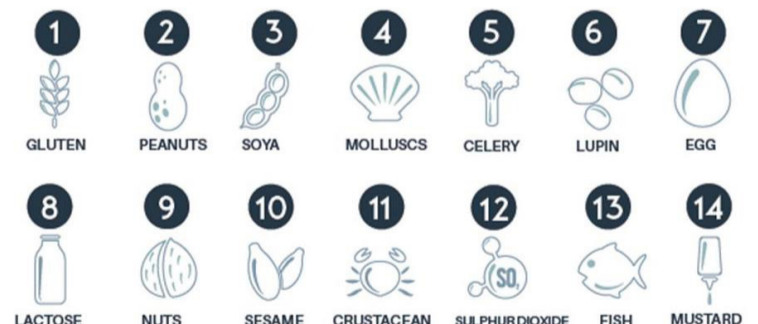 1 2 3 4 5 6 7
GLUTEN PEANUTS SOYA MOLLUSCS CELERY LUPIN EGG
8 9 10 11 12 13 14
SO₂
LACTOSE NUTS SESAME CRUSTACEAN SULPHUR DIOXIDE FISH MUSTARD